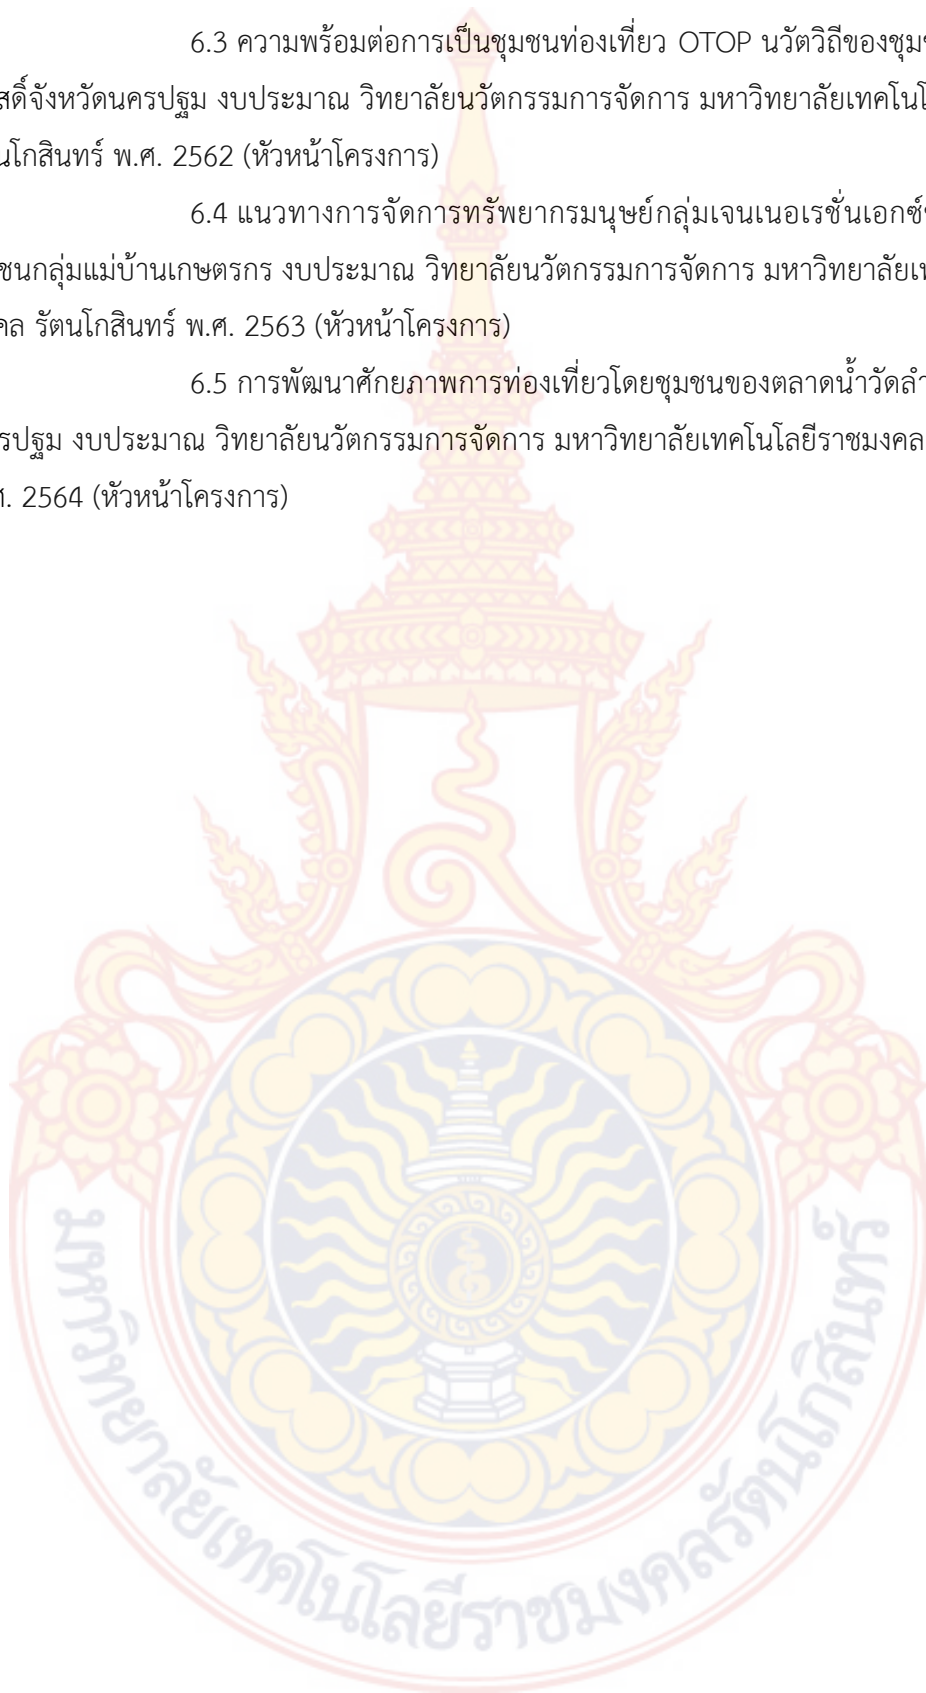 6.3 ความพร้อมต่อการเป็นชุมชนท่องเที่ยว OTOP นวัตวิถีของชุมช
สดิ์จังหวัดนครปฐม งบประมาณ วิทยาลัยนวัตกรรมการจัดการ มหาวิทยาลัยเทคโนโ
นโกสินทร์ พ.ศ. 2562 (หัวหน้าโครงการ)
6.4 แนวทางการจัดการทรัพยากรมนุษย์กลุ่มเจนเนอเรชั่นเอกซ์
ชนกลุ่มแม่บ้านเกษตรกร งบประมาณ วิทยาลัยนวัตกรรมการจัดการ มหาวิทยาลัยเท
คล รัตนโกสินทร์ พ.ศ. 2563 (หัวหน้าโครงการ)
6.5 การพัฒนาศักยภาพการท่องเที่ยวโดยชุมชนของตลาดน้ำวัดลำ
รปฐม งบประมาณ วิทยาลัยนวัตกรรมการจัดการ มหาวิทยาลัยเทคโนโลยีราชมงคล
ศ. 2564 (หัวหน้าโครงการ)
มหาวิทยาลัยเทคโนโลยีราชมงคลรัตนโกสินทร์